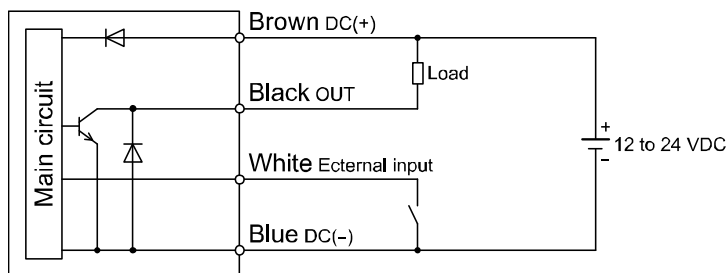 Main circuit
Brown DC(+)
Load
Black OUT
+
12 to 24 VDC
−
White Ecternal input
Blue DC(−)